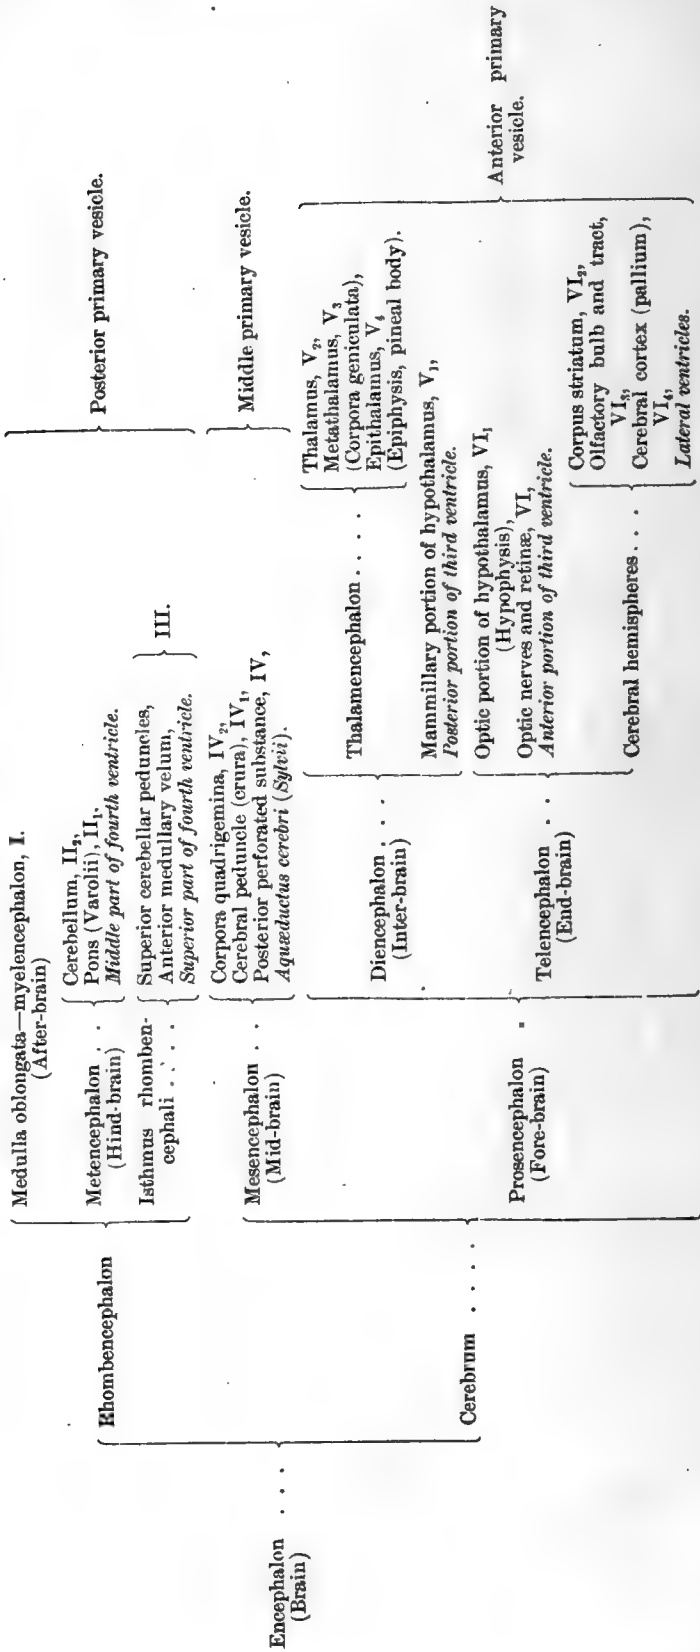 Encephalon . . .
(Brain)
Rhombencephalon
Cerebrum . . . .
Medulla oblongata—myelencephalon, I.
(After-brain)
Metencephalon . .
(Hind-brain)
Isthmus rhomben-
cephali . . . .
Mesencephalon . .
(Mid-brain)
Prosencephalon .
(Fore-brain)
Cerebellum, II₂,
Pons (Varolii), II₁,
Middle part of fourth ventricle.
Superior cerebellar peduncles,
Anterior medullary velum,
Superior part of fourth ventricle.
III.
Corpora quadrigemina, IV₂,
Cerebral peduncle (crura), IV₁,
Posterior perforated substance, IV,
Aquæductus cerebri (Sylvii).
Diencephalon . . .
(Inter-brain)
Telencephalon . .
(End-brain)
Thalamencephalon . . . .
Mammillary portion of hypothalamus, V₁,
Posterior portion of third ventricle.
Optic portion of hypothalamus, VI₁
(Hypophysis),
Optic nerves and retinæ, VI,
Anterior portion of third ventricle.
Cerebral hemispheres . . .
Thalamus, V₂,
Metathalamus, V₃
(Corpora geniculata),
Epithalamus, V₄
(Epiphysis, pineal body).
Corpus striatum, VI₂,
Olfactory bulb and tract,
VI₃,
Cerebral cortex (pallium),
VI₄,
Lateral ventricles.
Posterior primary vesicle.
Middle primary vesicle.
Anterior primary
vesicle.